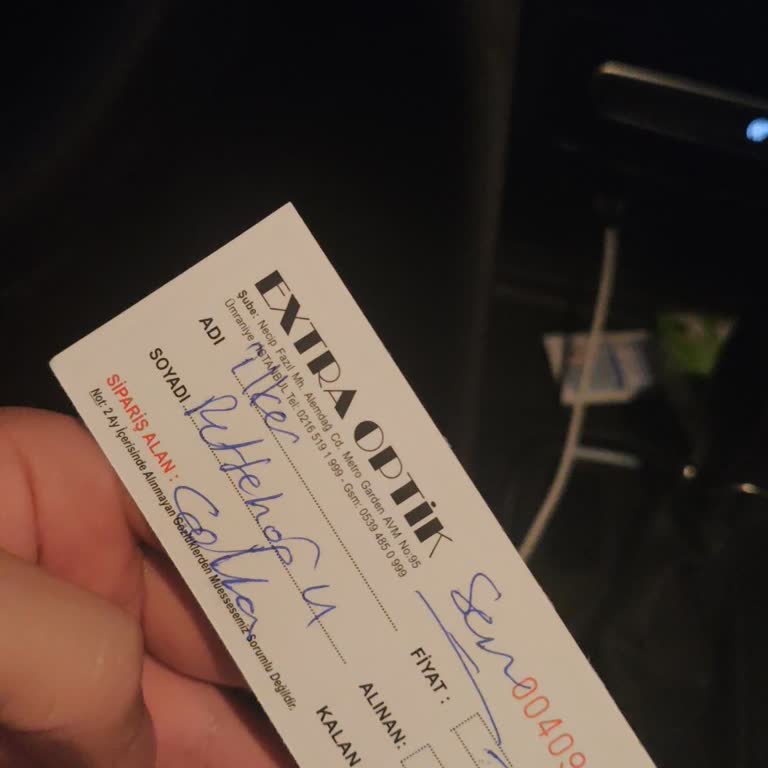 EXTRA OPTİK
Şube: Necip Fazıl Mh. Alemdağ Cd. Metro Garden AVM No:95
Ümraniye İSTANBUL Tel: 0216 519 1 999 - Gsm: 0539 485 0 999
ADI İlker
SOYADI
SİPARİŞ ALAN :
Not: 2 Ay İçerisinde Alınmayan Gözlüklerden Müessesemiz Sorumlu Değildir.
00409
FİYAT :
ALINAN:
KALAN